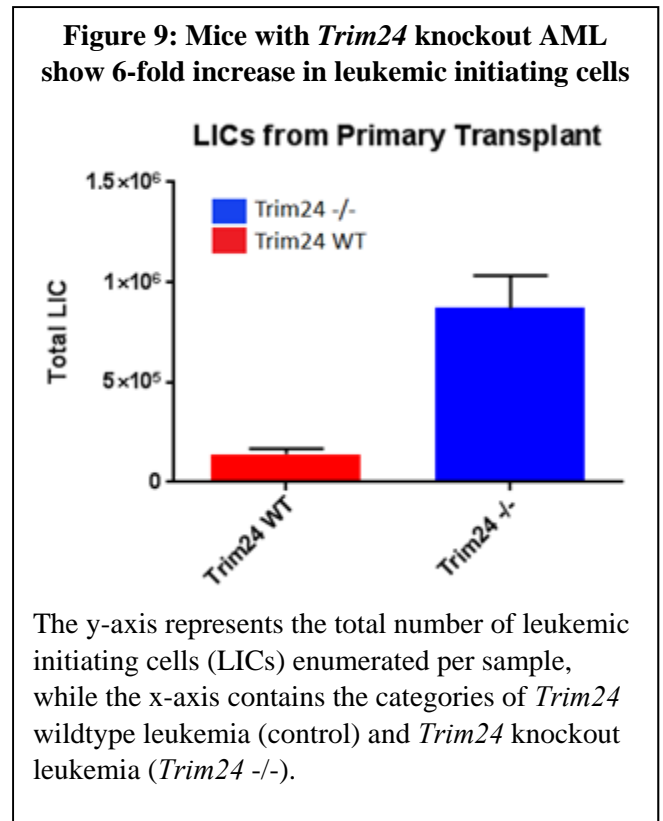 Figure 9: Mice with Trim24 knockout AML
show 6-fold increase in leukemic initiating cells
LICs from Primary Transplant
1.5×10⁶
Trim24 -/-
Trim24 WT
1×10⁶
Total LIC
5×10⁵
0
Trim24 WT
Trim24 -/-
The y-axis represents the total number of leukemic
initiating cells (LICs) enumerated per sample,
while the x-axis contains the categories of Trim24
wildtype leukemia (control) and Trim24 knockout
leukemia (Trim24 -/-).